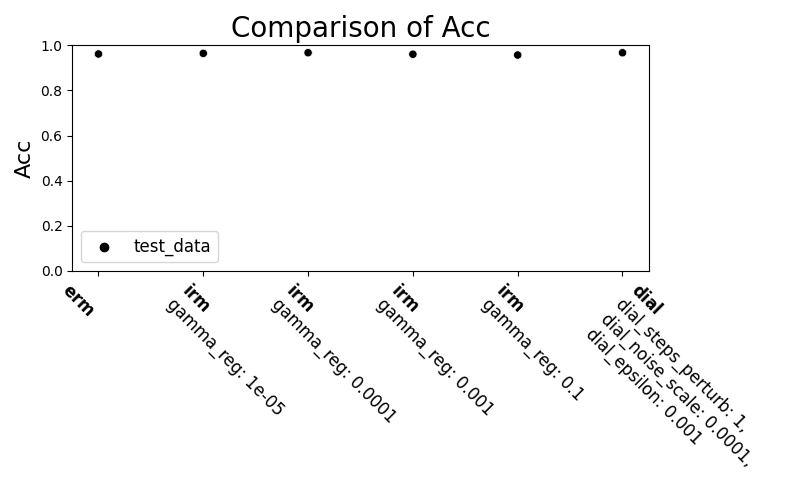 Comparison of Acc
Acc
1.0
0.8
0.6
0.4
0.2
0.0
test_data
erm
irm
gamma_reg: 1e-05
irm
gamma_reg: 0.0001
irm
gamma_reg: 0.001
irm
gamma_reg: 0.1
dial
dial_steps_perturb: 1,
dial_noise_scale: 0.0001,
dial_epsilon: 0.001